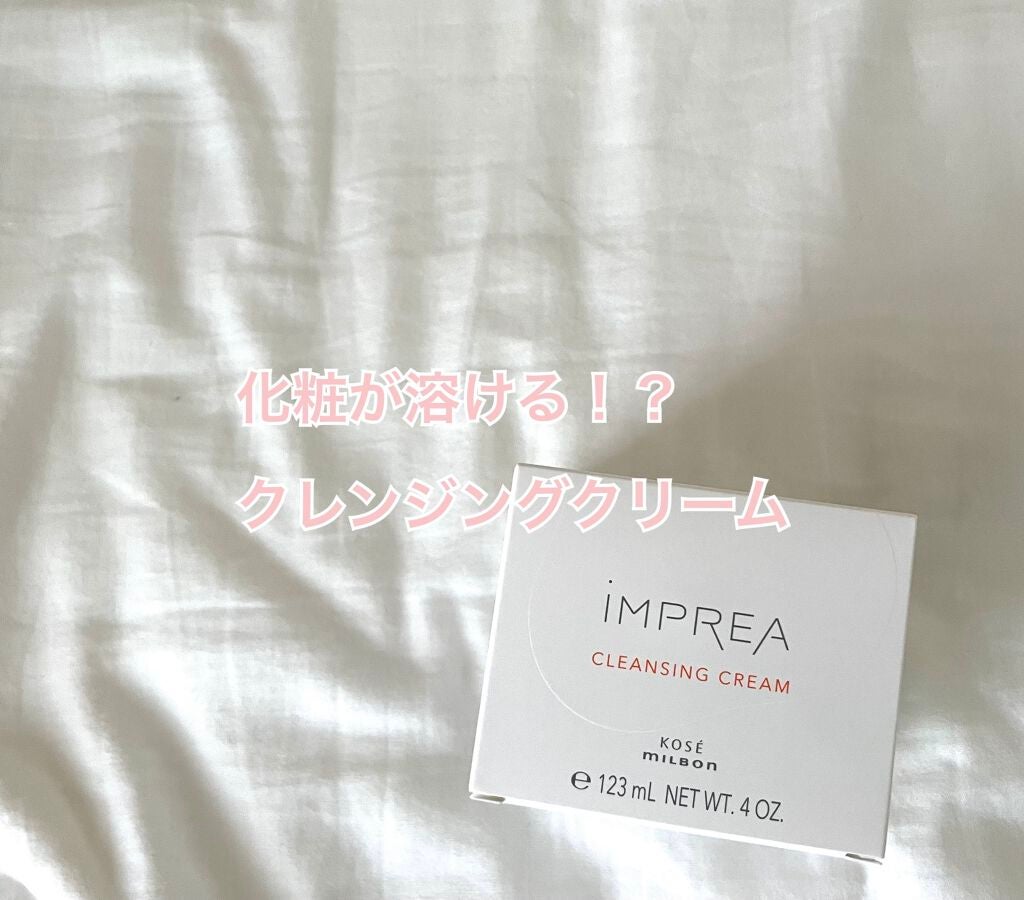 化粧が溶ける！？
クレンジングクリーム
iMPREA
CLEANSING CREAM
KOSÉ
milbon
℮ 123 mL NET WT. 4 OZ.